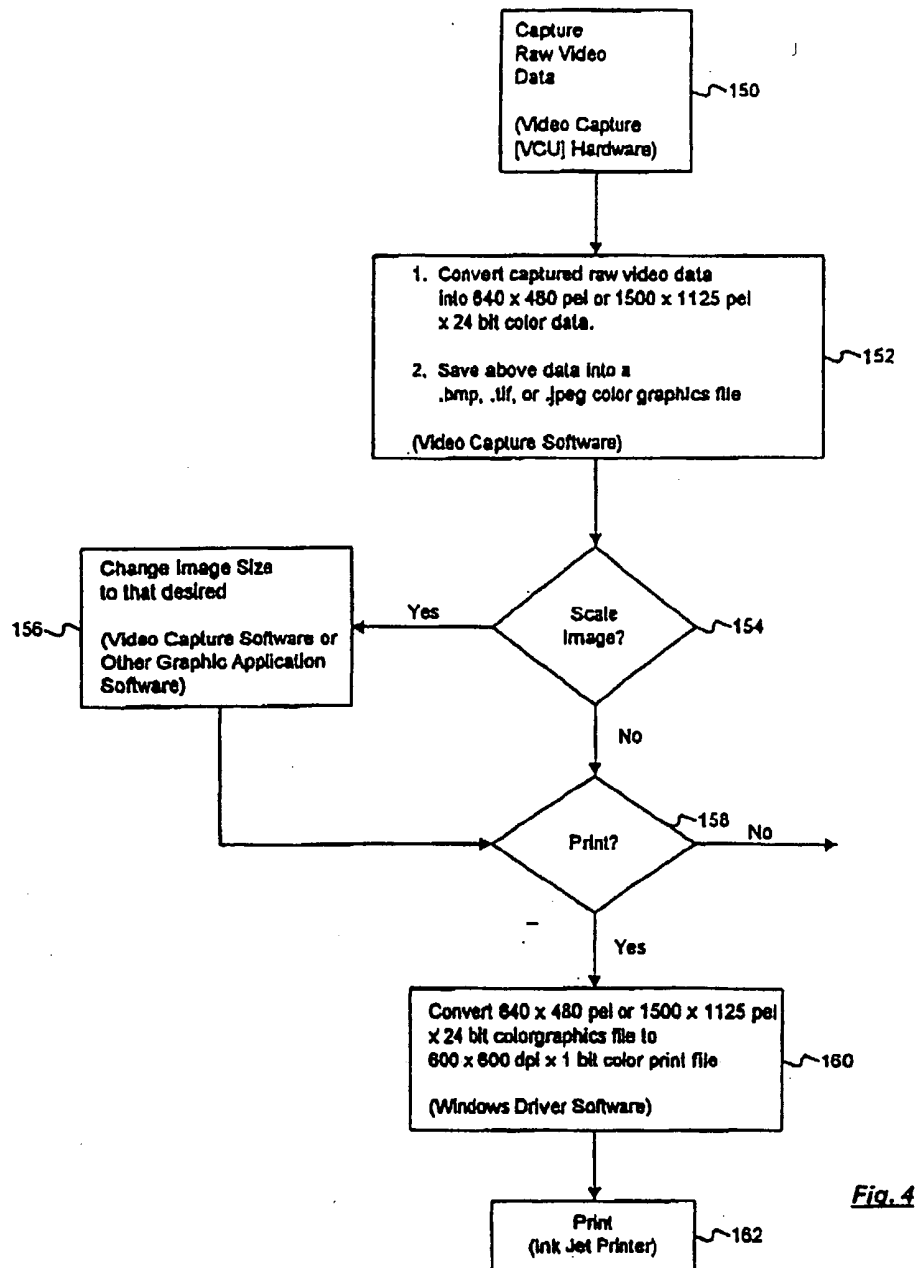 Capture
Raw Video
Data
(Video Capture
[VCU] Hardware)
150
1. Convert captured raw video data
into 640 x 480 pel or 1500 x 1125 pel
x 24 bit color data.
2. Save above data into a
.bmp, .tif, or .jpeg color graphics file
(Video Capture Software)
152
Scale
Image?
154
Yes
Change Image Size
to that desired
(Video Capture Software or
Other Graphic Application
Software)
156
No
Print?
158
No
Yes
Convert 640 x 480 pel or 1500 x 1125 pel
x 24 bit colorgraphics file to
600 x 600 dpi x 1 bit color print file
(Windows Driver Software)
160
Print
(Ink Jet Printer)
162
Fig. 4